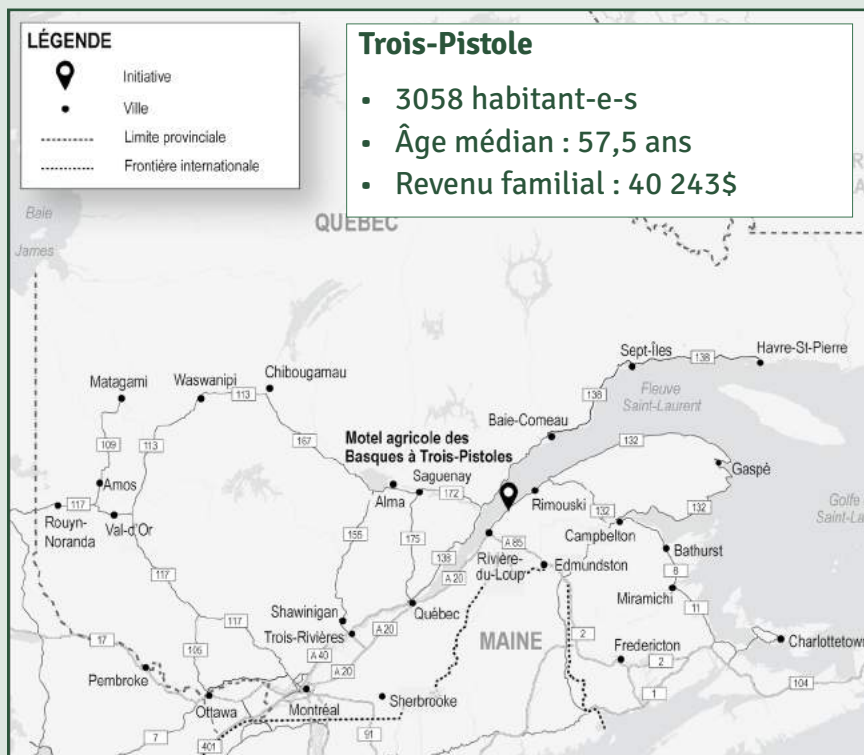 LÉGENDE
Initiative
Ville
Limite provinciale
Frontière internationale
Trois-Pistole
• 3058 habitant-e-s
• Âge médian : 57,5 ans
• Revenu familial : 40 243$
Baie
James
QUÉBEC
Sept-Îles
138
Havre-St-Pierre
Matagami
Waswanipi
113
Chibougamau
138
Fleuve
Saint-Laurent
Baie-Comeau
109
113
167
Motel agricole des
Basques à Trois-Pistoles
132
Saguenay
Gaspé
Amos
Alma
172
Rimouski
117
Rouyn-
Noranda
Val-d'Or
132
132
Golfe
Campbelton
155
175
138
A 85
Rivière-
du-Loup
A 20
Edmundston
Bathurst
8
117
Miramichi
11
Shawinigan
Québec
117
Trois-Rivières
A 20
MAINE
2
17
105
A 40
A 20
Fredericton
2
Charlottetown
Pembroke
1
104
Ottawa
Montréal
Sherbrooke
7
401
91